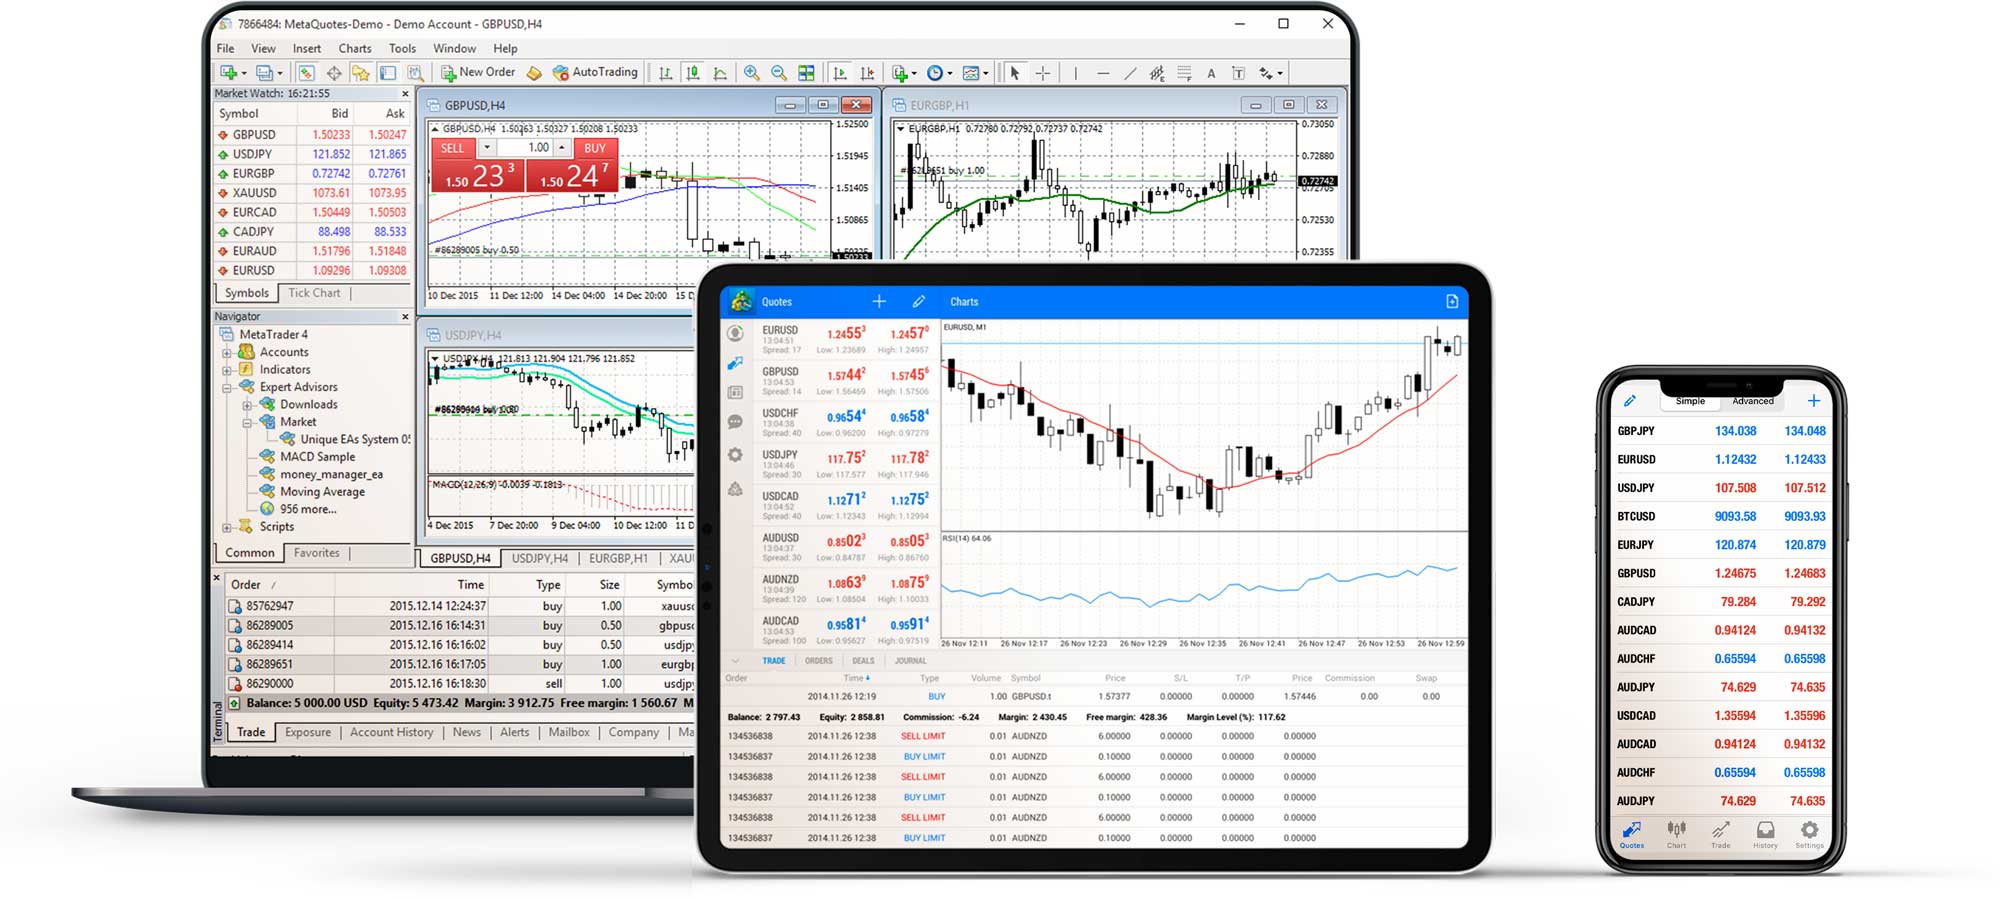 7866484: MetaQuotes-Demo - Demo Account - GBPUSD,H4
File View Insert Charts Tools Window Help
New Order AutoTrading
Market Watch: 16:21:55
Symbol Bid Ask
GBPUSD 1.50233 1.50247
USDJPY 121.852 121.865
EURGBP 0.72742 0.72761
XAUUSD 1073.61 1073.95
EURCAD 1.50449 1.50503
CADJPY 88.498 88.533
EURAUD 1.51796 1.51848
EURUSD 1.09296 1.09308
Symbols Tick Chart
Navigator
MetaTrader 4
Accounts
Indicators
Expert Advisors
Downloads
Market
Unique EAs System
MACD Sample
money_manager_ea
Moving Average
956 more...
Scripts
Common Favorites
GBPUSD,H4
GBPUSD,H4 1.50263 1.50327 1.50208 1.50233
SELL 1.00 BUY
1.50 23 3 1.50 24 7
#86289005 buy 0.50
1.52500
1.51945
1.51405
1.50865
1.50233
10 Dec 2015 11 Dec 12:00 14 Dec 04:00 14 Dec 20:00 15 D
EURGBP,H1
EURGBP,H1 0.72780 0.72792 0.72737 0.72742
#86289651 buy 1.00
0.73050
0.72880
0.72742
0.72705
0.72530
0.72355
USDJPY,H4
USDJPY,H4 121.813 121.904 121.796 121.852
MACD(12,26,9) -0.0039 -0.1813
4 Dec 2015 7 Dec 20:00 9 Dec 04:00 10 Dec 12:00 11 D
GBPUSD,H4 USDJPY,H4 EURGBP,H1 XAU
Order / Time Type Size Symbo
85762947 2015.12.14 12:24:37 buy 1.00 xauus
86289005 2015.12.16 16:14:31 buy 0.50 gbpus
86289414 2015.12.16 16:16:02 buy 0.50 usdjp
86289651 2015.12.16 16:17:05 buy 1.00 eurgb
86290000 2015.12.16 16:18:30 sell 1.00 usdjp
Balance: 5 000.00 USD Equity: 5 473.42 Margin: 3 912.75 Free margin: 1 560.67 M
Terminal
Trade Exposure Account History News Alerts Mailbox Company Ma
Quotes
EURUSD 1.24553 1.24570
13:04:51
Spread: 17 Low: 1.23689 High: 1.24957
GBPUSD 1.57442 1.57456
13:04:53
Spread: 14 Low: 1.56469 High: 1.57506
USDCHF 0.96544 0.96584
13:04:38
Spread: 40 Low: 0.96200 High: 0.97279
USDJPY 117.752 117.782
13:04:46
Spread: 30 Low: 117.577 High: 117.946
USDCAD 1.12712 1.12752
13:04:52
Spread: 40 Low: 1.12343 High: 1.12994
AUDUSD 0.85023 0.85053
13:04:37
Spread: 30 Low: 0.84787 High: 0.86760
AUDNZD 1.08639 1.08759
13:04:39
Spread: 120 Low: 1.08504 High: 1.10033
AUDCAD 0.95814 0.95914
13:04:53
Spread: 100 Low: 0.95627 High: 0.97519
Charts
EURUSD, M1
RSI(14) 64.06
26 Nov 12:11 26 Nov 12:17 26 Nov 12:23 26 Nov 12:29 26 Nov 12:35 26 Nov 12:41 26 Nov 12:47 26 Nov 12:53 26 Nov 12:59
TRADE ORDERS DEALS JOURNAL
Order Time Type Volume Symbol Price S/L T/P Price Commission Swap
2014.11.26 12:19 BUY 1.00 GBPUSD.t 1.57377 0.00000 0.00000 1.57446 0.00 0.00
Balance: 2 797.43 Equity: 2 858.81 Commission: -6.24 Margin: 2 430.45 Free margin: 428.36 Margin Level (%): 117.62
134536838 2014.11.26 12:38 SELL LIMIT 0.01 AUDNZD 6.00000 0.00000 0.00000 0.00000
134536837 2014.11.26 12:38 BUY LIMIT 0.01 AUDNZD 0.10000 0.00000 0.00000 0.00000
134536838 2014.11.26 12:38 SELL LIMIT 0.01 AUDNZD 6.00000 0.00000 0.00000 0.00000
134536837 2014.11.26 12:38 BUY LIMIT 0.01 AUDNZD 0.10000 0.00000 0.00000 0.00000
134536838 2014.11.26 12:38 SELL LIMIT 0.01 AUDNZD 6.00000 0.00000 0.00000 0.00000
134536837 2014.11.26 12:38 BUY LIMIT 0.01 AUDNZD 0.10000 0.00000 0.00000 0.00000
Simple Advanced
GBPJPY 134.038 134.048
EURUSD 1.12432 1.12433
USDJPY 107.508 107.512
BTCUSD 9093.58 9093.93
EURJPY 120.874 120.879
GBPUSD 1.24675 1.24683
CADJPY 79.284 79.292
AUDCAD 0.94124 0.94132
AUDCHF 0.65594 0.65598
AUDJPY 74.629 74.635
USDCAD 1.35594 1.35596
AUDCAD 0.94124 0.94132
AUDCHF 0.65594 0.65598
AUDJPY 74.629 74.635
Quotes Chart Trade History Settings